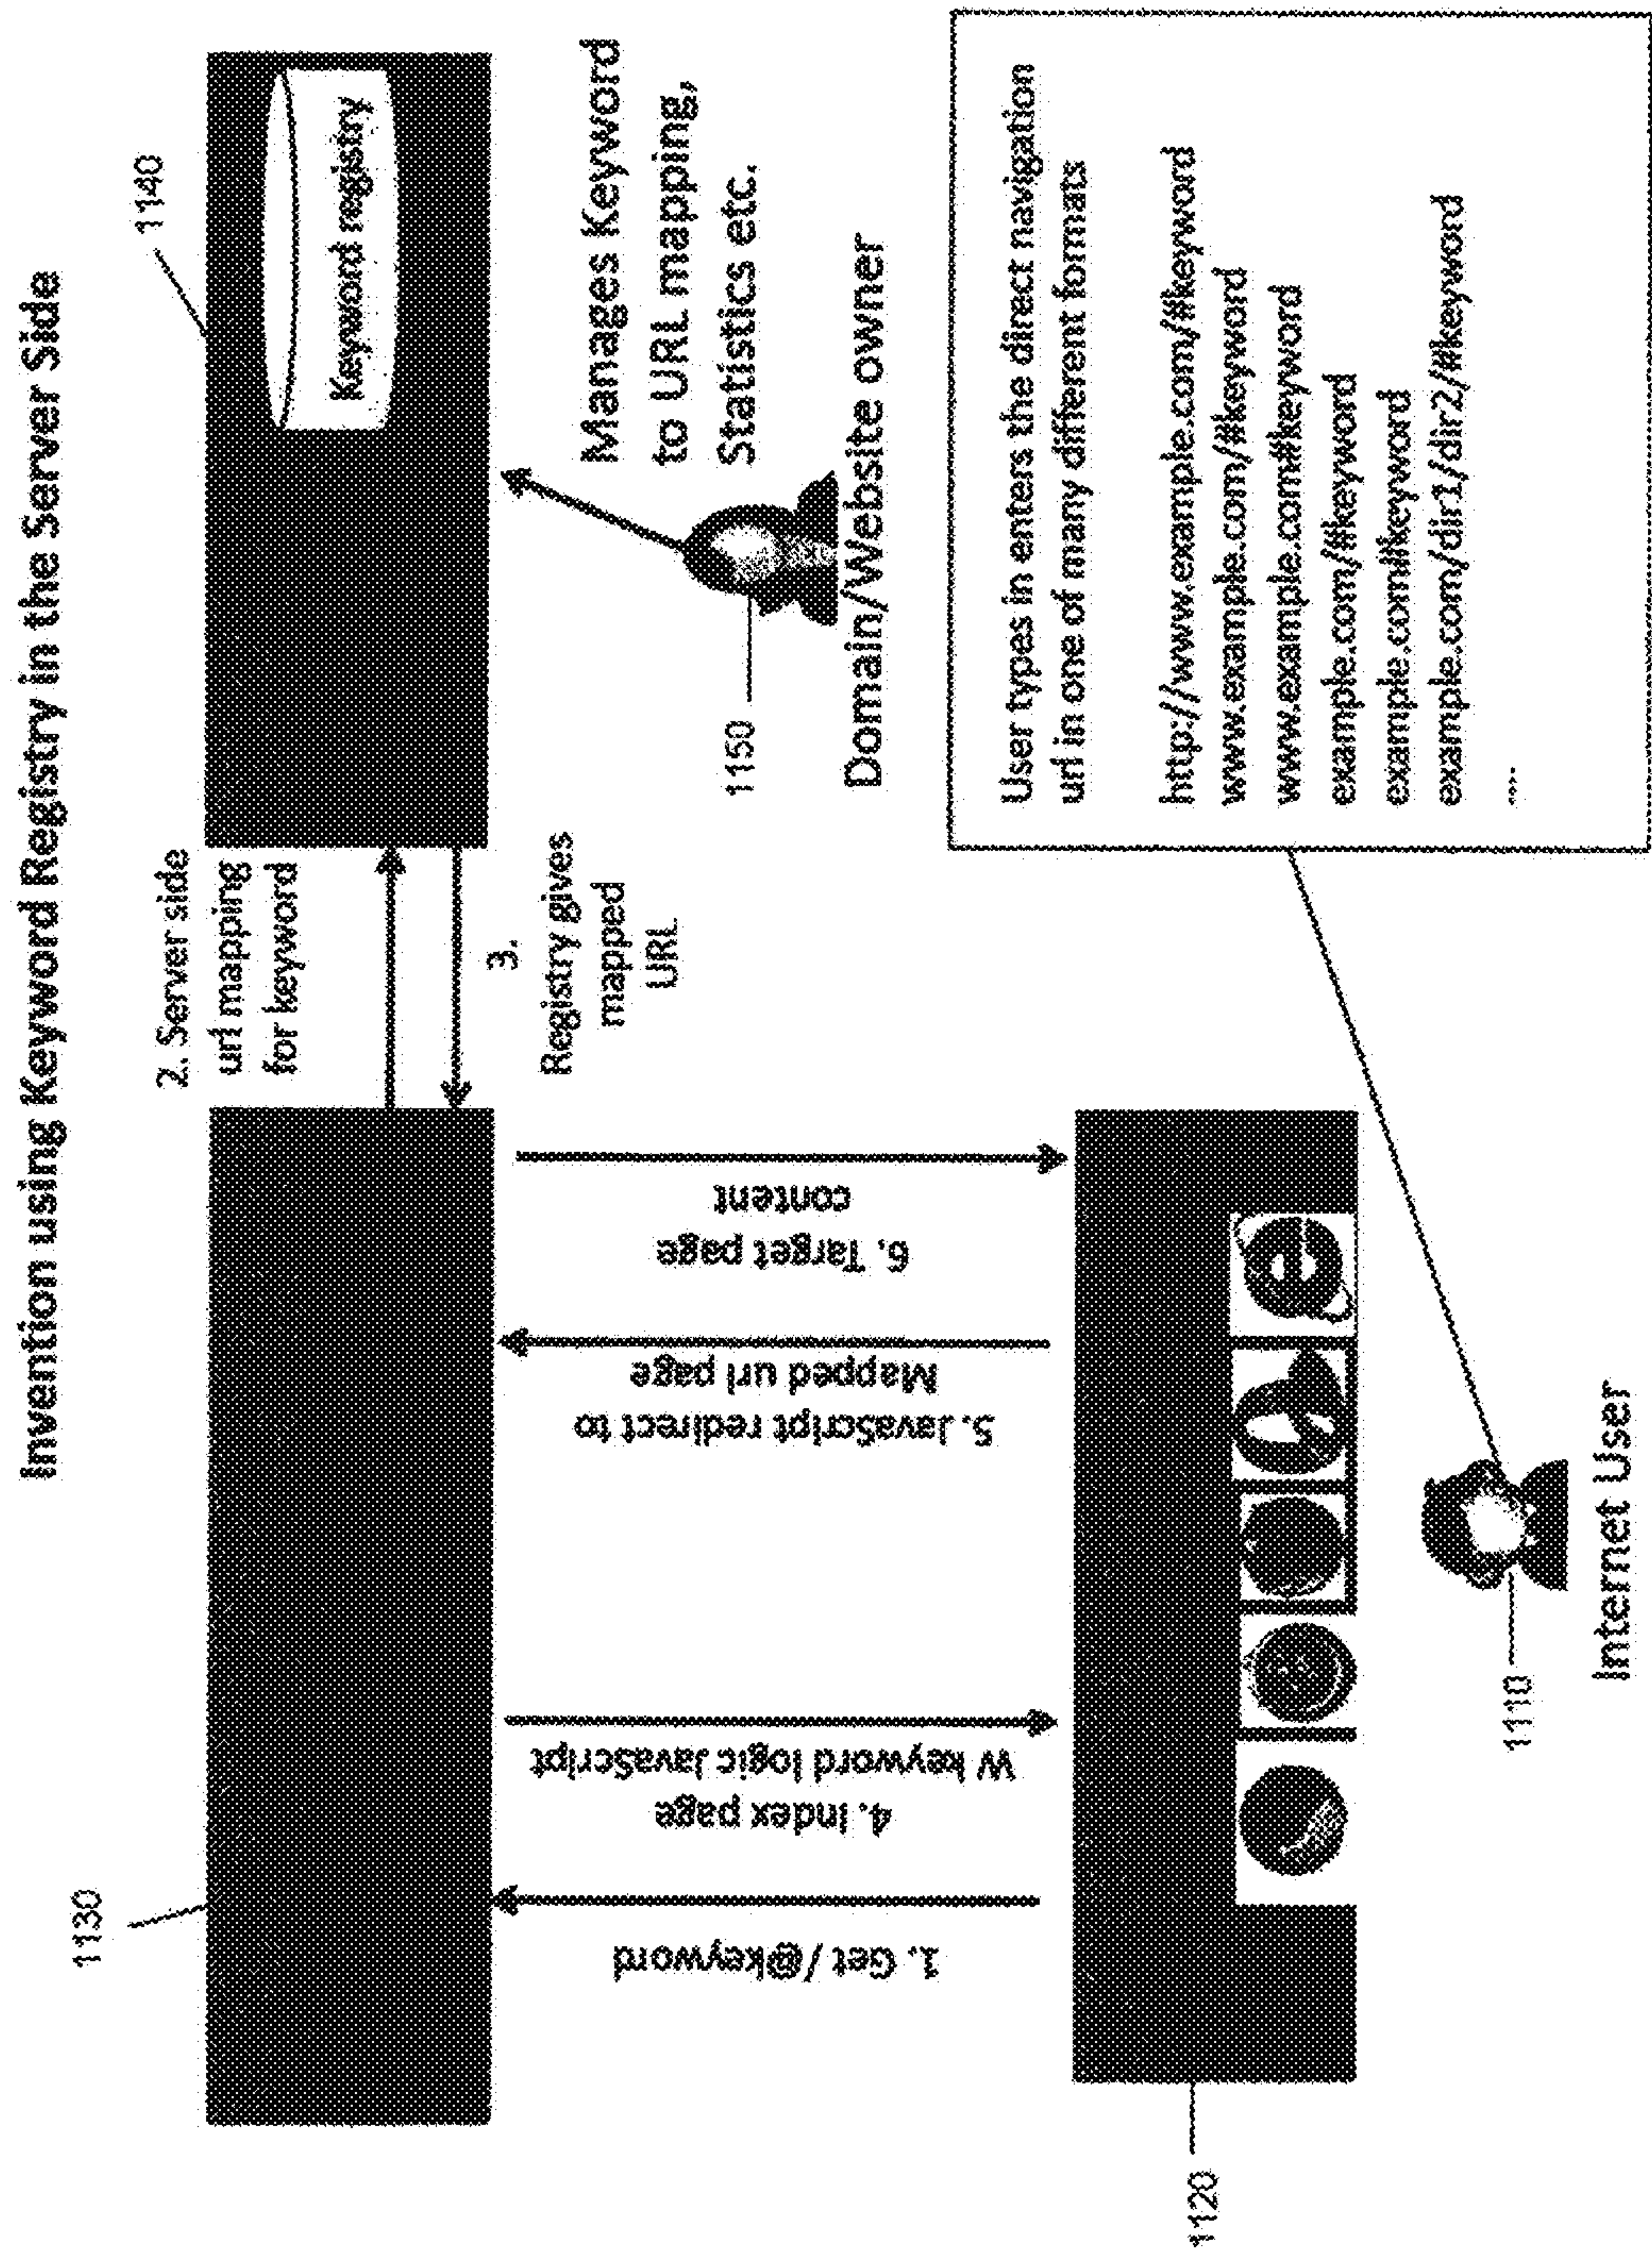 Invention using Keyword Registry in the Server Side
1130
1140
Keyword registry
2. Server side
url mapping
for keyword
3.
Registry gives
mapped
URL
Manages Keyword
to URL mapping,
Statistics etc.
1150
Domain/Website owner
1. Get /@keyword
4. Index page
W keyword logic JavaScript
5. JavaScript redirect to
Mapped url page
6. Target page
content
1120
1110
Internet User
User types in enters the direct navigation
url in one of many different formats
http://www.example.com/#keyword
www.example.com/#keyword
www.example.com#keyword
example.com/#keyword
example.com#keyword
example.com/dir1/dir2/#keyword
....